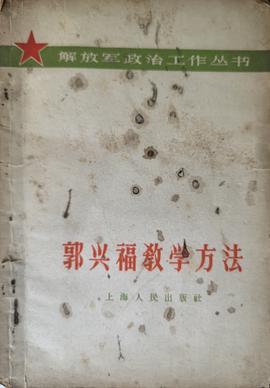 解放军政治工作丛书
郭兴福教学方法
上海人民出版社